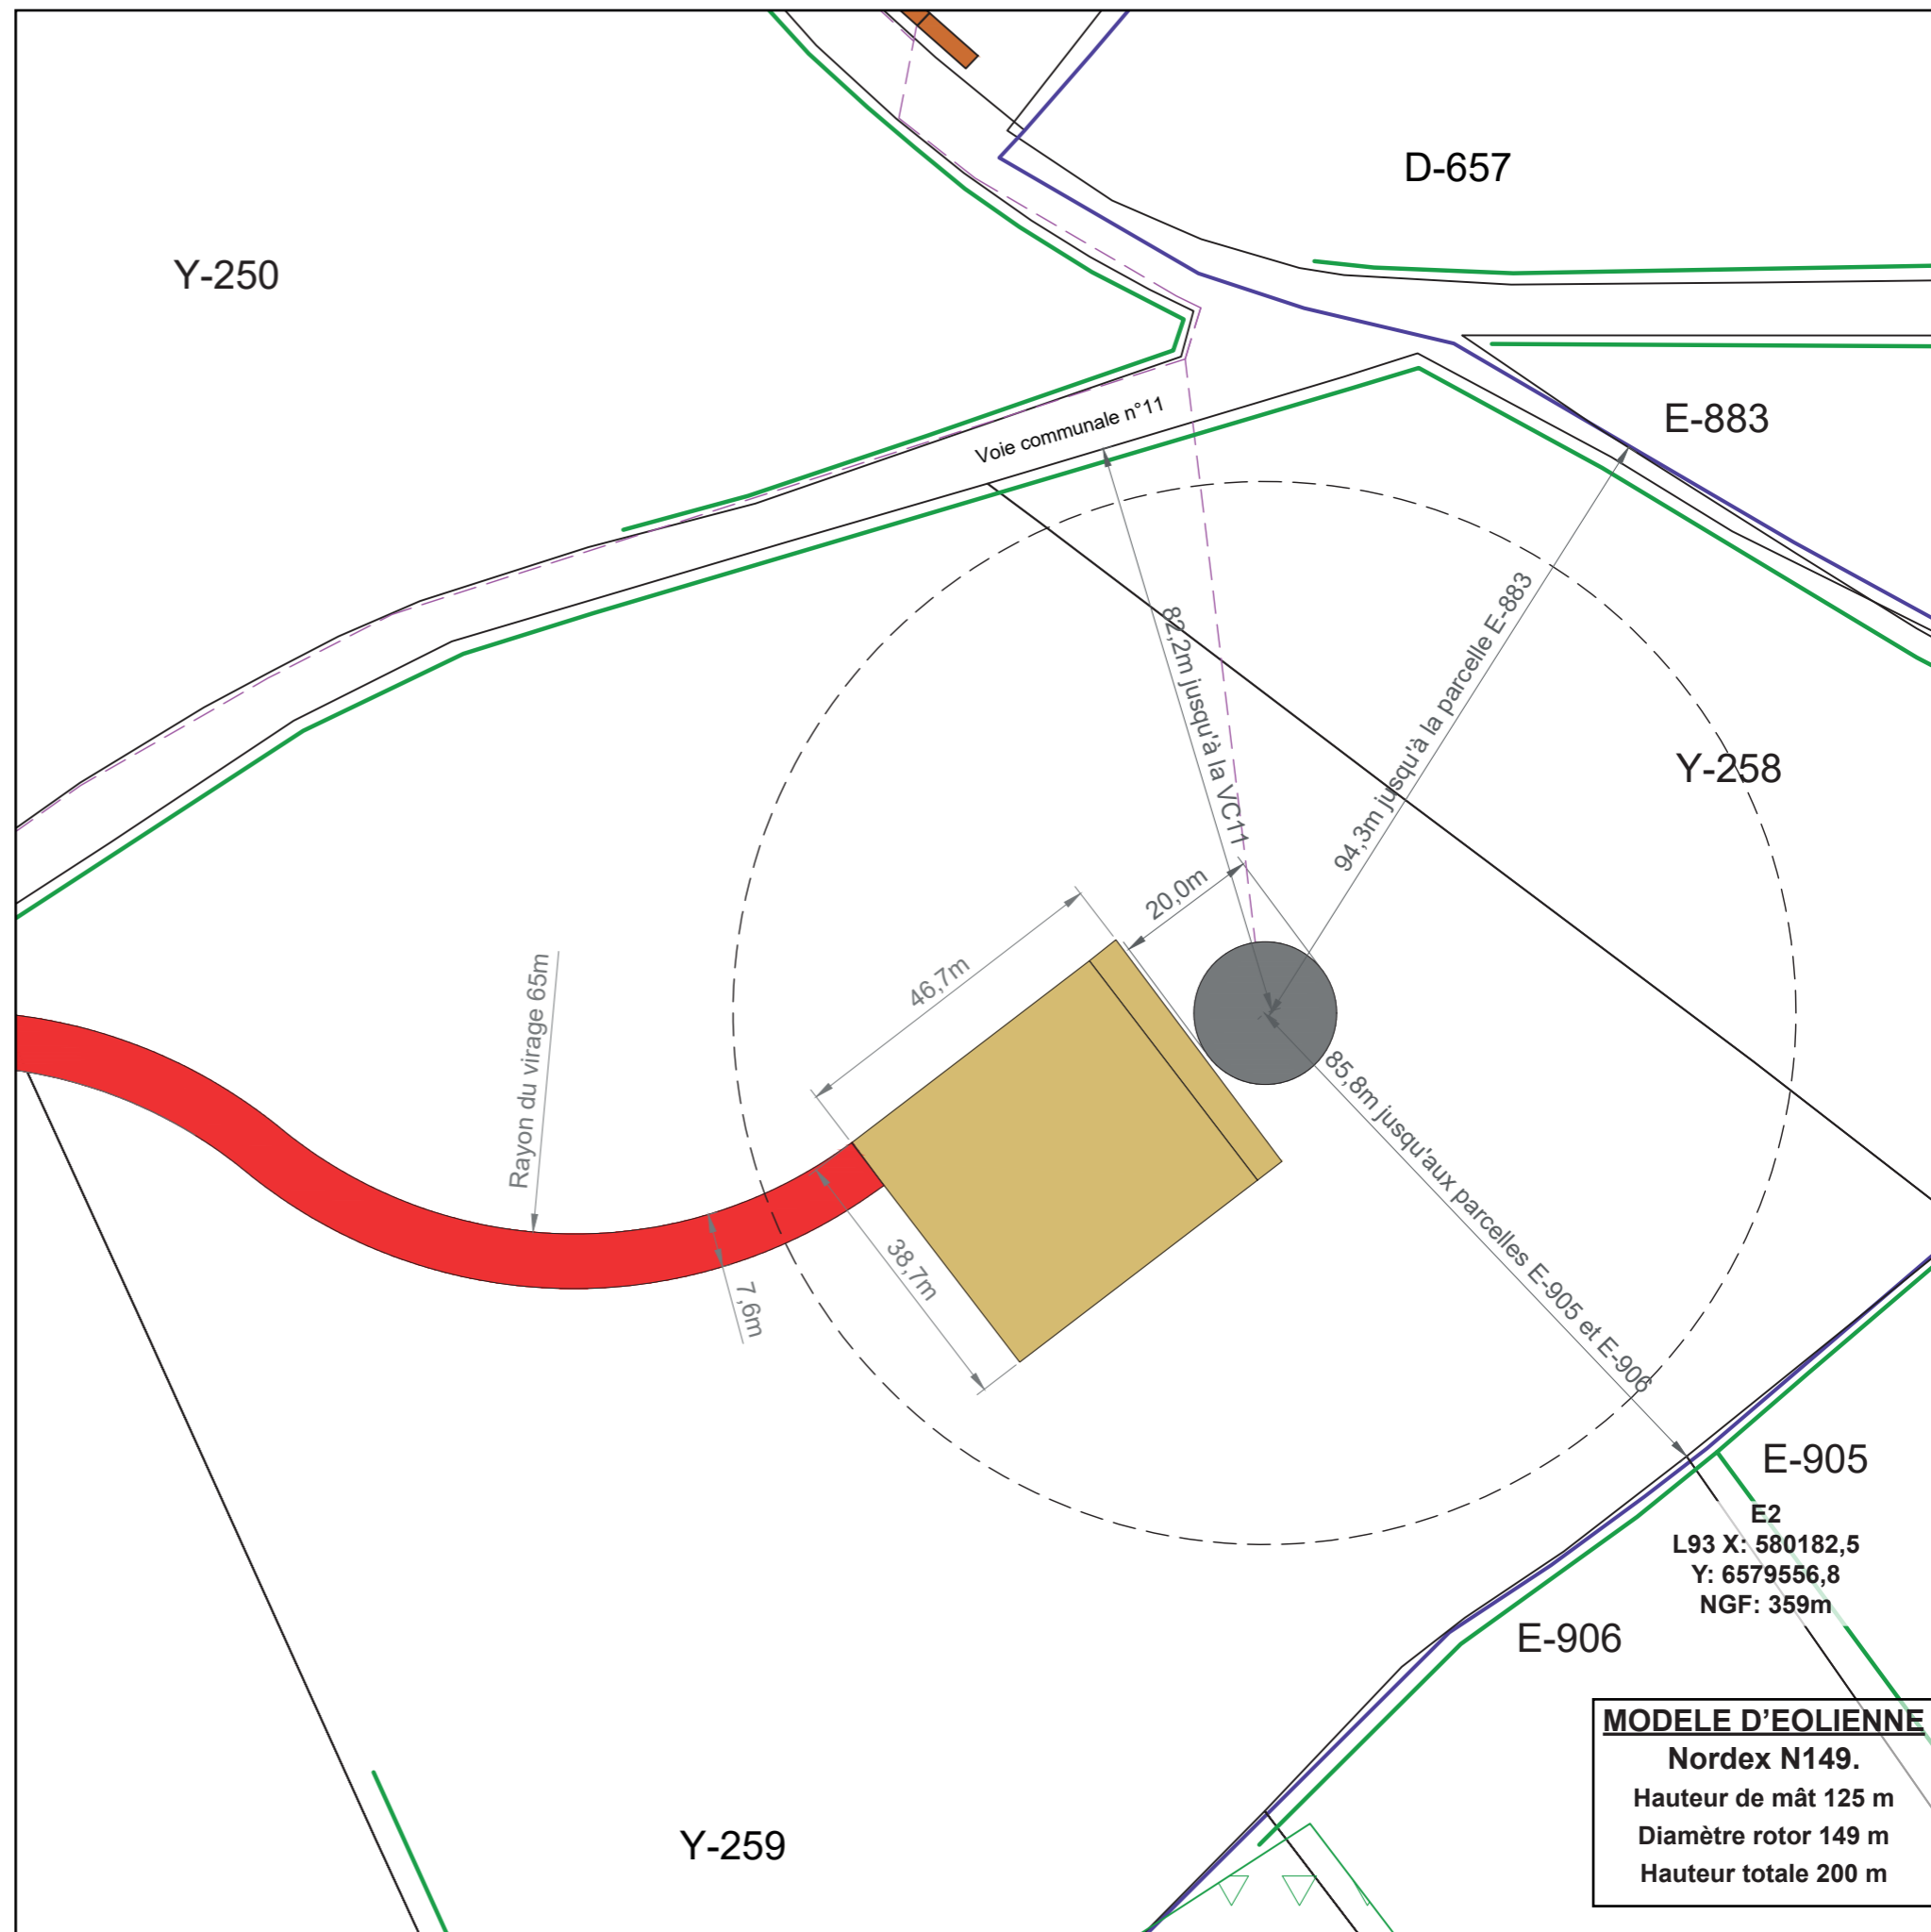 D-657
Y-250
Voie communale n°11
E-883
82,2m jusqu'à la VC11
94,3m jusqu'à la parcelle E-883
Y-258
20,0m
46,7m
Rayon du virage 65m
85,8m jusqu'aux parcelles E-905 et E-906
38,7m
7,6m
E-905
E2
L93 X: 580182,5
Y: 6579556,8
NGF: 359m
E-906
MODELE D’EOLIENNE
Nordex N149.
Hauteur de mât 125 m
Diamètre rotor 149 m
Hauteur totale 200 m
Y-259